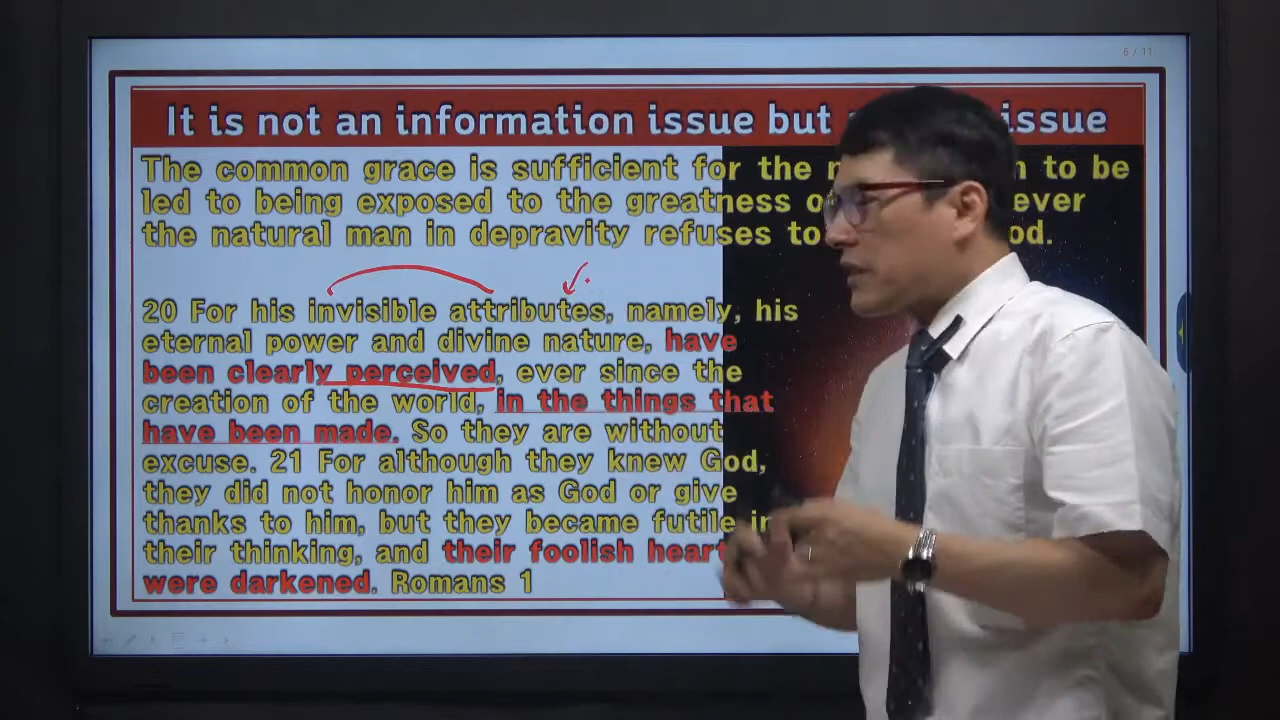 6 / 11
It is not an information issue but issue
The common grace is sufficient for the to be
led to being exposed to the greatness ever
the natural man in depravity refuses to
20 For his invisible attributes, namely, his
eternal power and divine nature, have
been clearly perceived, ever since the
creation of the world, in the things that
have been made. So they are without
excuse. 21 For although they knew God,
they did not honor him as God or give
thanks to him, but they became futile in
their thinking, and their foolish heart
were darkened. Romans 1